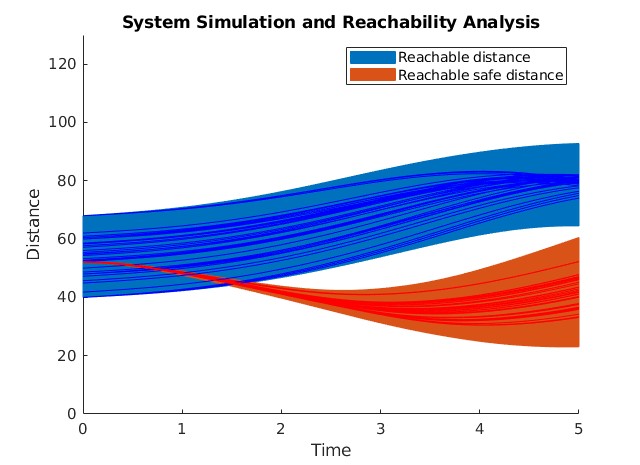 System Simulation and Reachability Analysis
Reachable distance
Reachable safe distance
120
100
80
60
40
20
0
Distance
0 1 2 3 4 5
Time